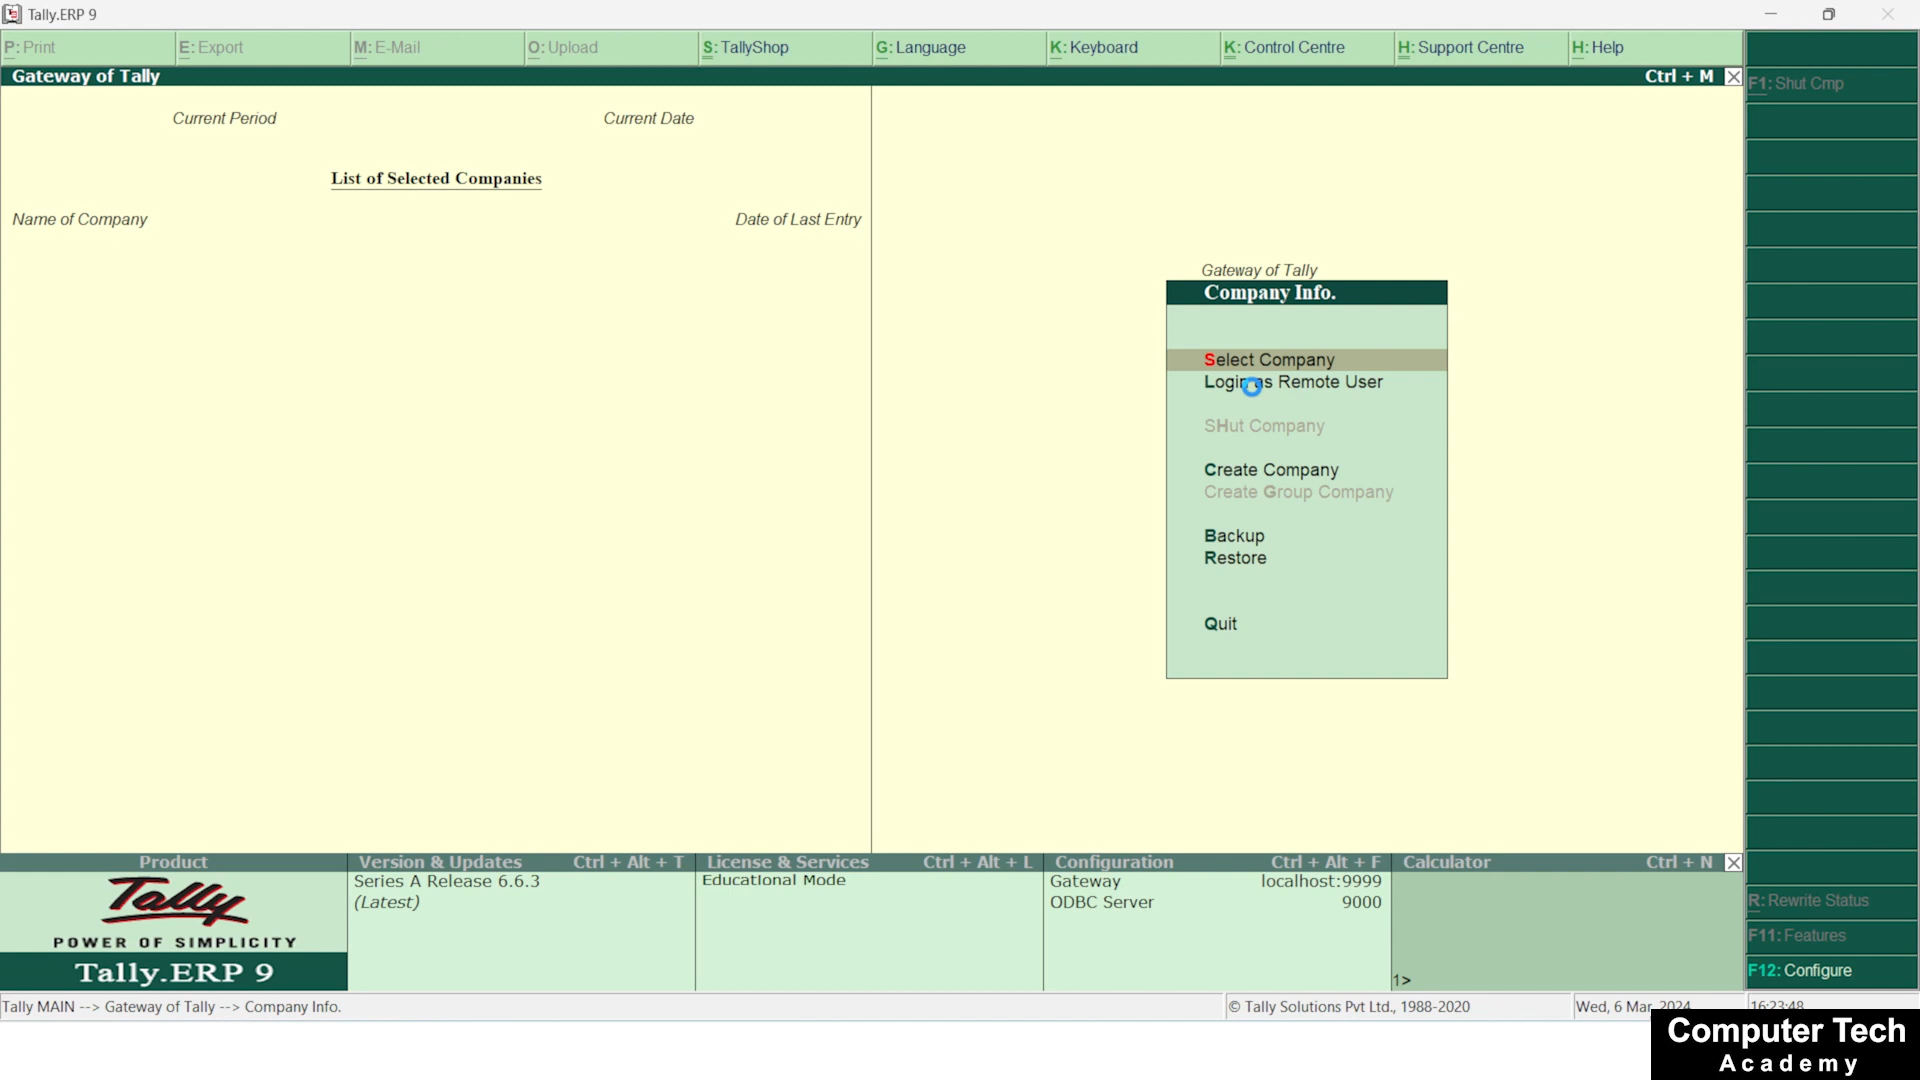 Tally.ERP 9
P: Print
E: Export
M: E-Mail
O: Upload
S: TallyShop
G: Language
K: Keyboard
K: Control Centre
H: Support Centre
H: Help
Gateway of Tally
Ctrl + M
F1: Shut Cmp
Current Period
Current Date
List of Selected Companies
Name of Company
Date of Last Entry
Gateway of Tally
Company Info.
Select Company
Login as Remote User
SHut Company
Create Company
Create Group Company
Backup
Restore
Quit
Product
Tally
POWER OF SIMPLICITY
Tally.ERP 9
Version & Updates Ctrl + Alt + T
Series A Release 6.6.3
(Latest)
License & Services Ctrl + Alt + L
Educational Mode
Configuration Ctrl + Alt + F
Gateway localhost:9999
ODBC Server 9000
Calculator Ctrl + N
1>
R: Rewrite Status
F11: Features
F12: Configure
Tally MAIN --> Gateway of Tally --> Company Info.
© Tally Solutions Pvt Ltd., 1988-2020
Wed, 6 Mar, 2024
16:23:48
Computer Tech
Academy